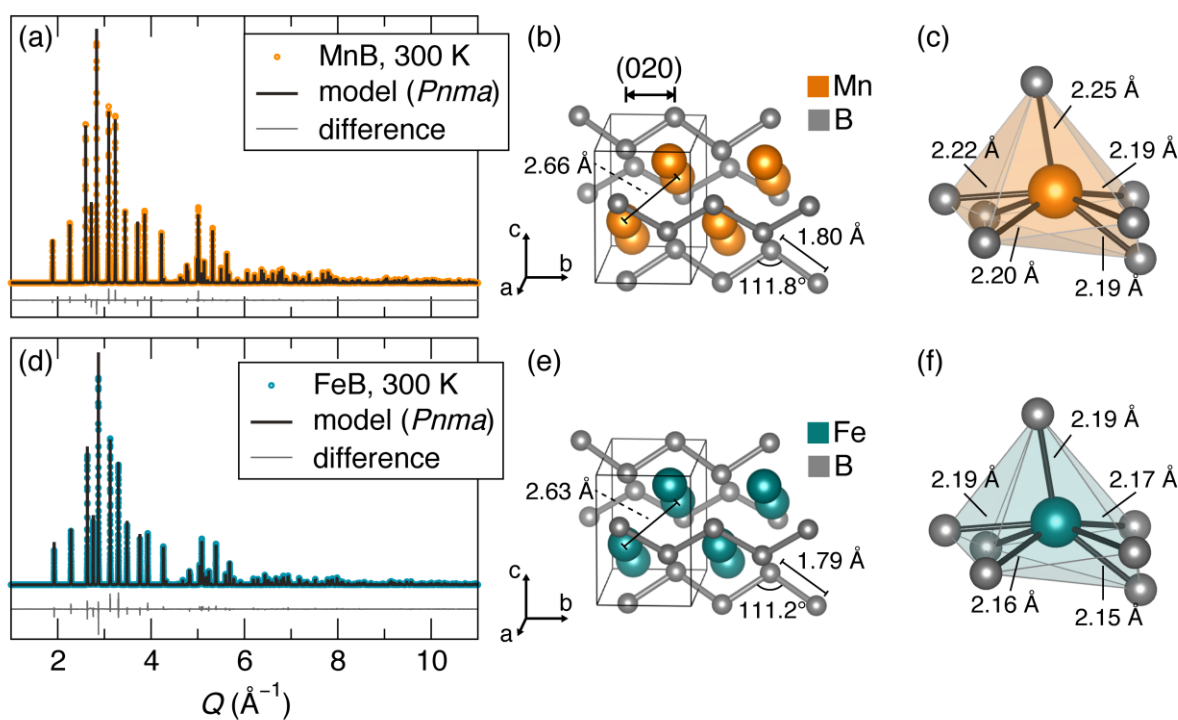 (a)
MnB, 300 K
model (Pnma)
difference
(b)
(020)
Mn
B
2.66 Å
1.80 Å
111.8°
c
b
a
(c)
2.25 Å
2.22 Å
2.19 Å
2.20 Å
2.19 Å
(d)
FeB, 300 K
model (Pnma)
difference
2 4 6 8 10
Q (Å⁻¹)
(e)
Fe
B
2.63 Å
1.79 Å
111.2°
c
b
a
(f)
2.19 Å
2.19 Å
2.17 Å
2.16 Å
2.15 Å